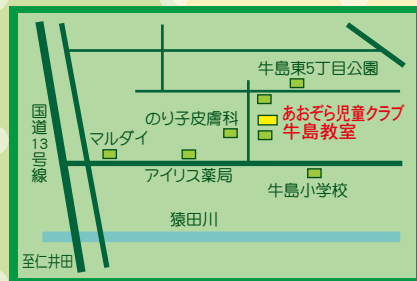 牛島東5丁目公園
国道13号線
のり子皮膚科
あおぞら児童クラブ
牛島教室
マルダイ
アイリス薬局
牛島小学校
猿田川
至仁井田